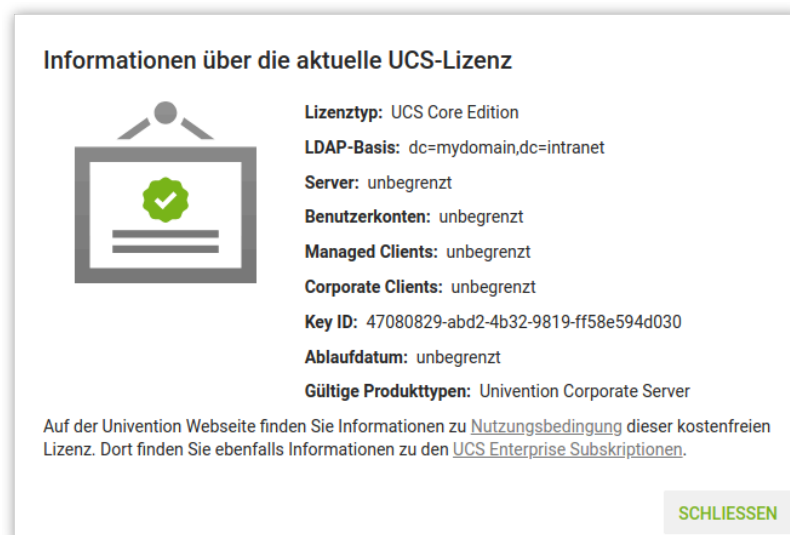 Informationen über die aktuelle UCS-Lizenz
Lizenztyp: UCS Core Edition
LDAP-Basis: dc=mydomain,dc=intranet
Server: unbegrenzt
Benutzerkonten: unbegrenzt
Managed Clients: unbegrenzt
Corporate Clients: unbegrenzt
Key ID: 47080829-abd2-4b32-9819-ff58e594d030
Ablaufdatum: unbegrenzt
Gültige Produkttypen: Univention Corporate Server
Auf der Univention Webseite finden Sie Informationen zu Nutzungsbedingung dieser kostenfreien
Lizenz. Dort finden Sie ebenfalls Informationen zu den UCS Enterprise Subskriptionen.
SCHLIESSEN